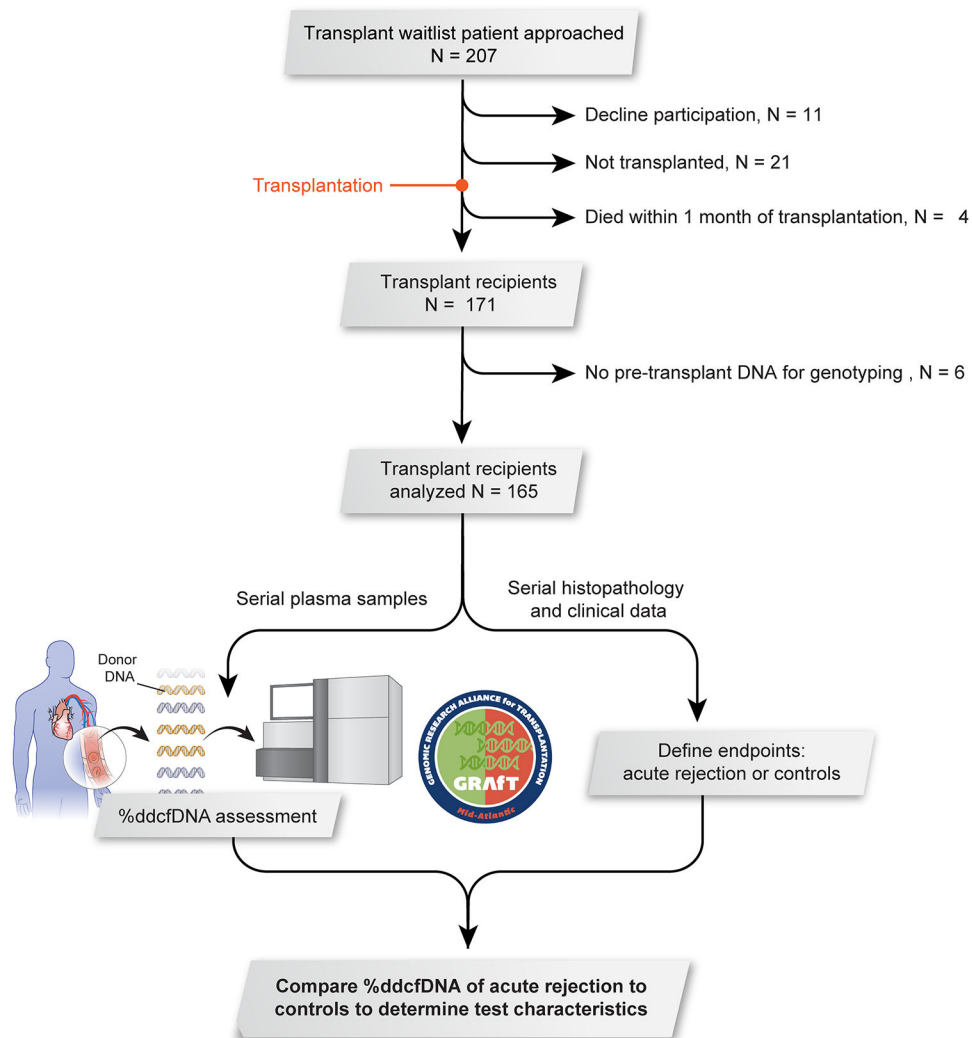 Transplant waitlist patient approached
N = 207
Decline participation, N = 11
Not transplanted, N = 21
Transplantation
Died within 1 month of transplantation, N = 4
Transplant recipients
N = 171
No pre-transplant DNA for genotyping , N = 6
Transplant recipients
analyzed N = 165
Serial plasma samples
Serial histopathology
and clinical data
Donor
DNA
GENOMIC RESEARCH ALLIANCE for TRANSPLANTATION
GRAfT
Mid-Atlantic
Define endpoints:
acute rejection or controls
%ddcfDNA assessment
Compare %ddcfDNA of acute rejection to
controls to determine test characteristics